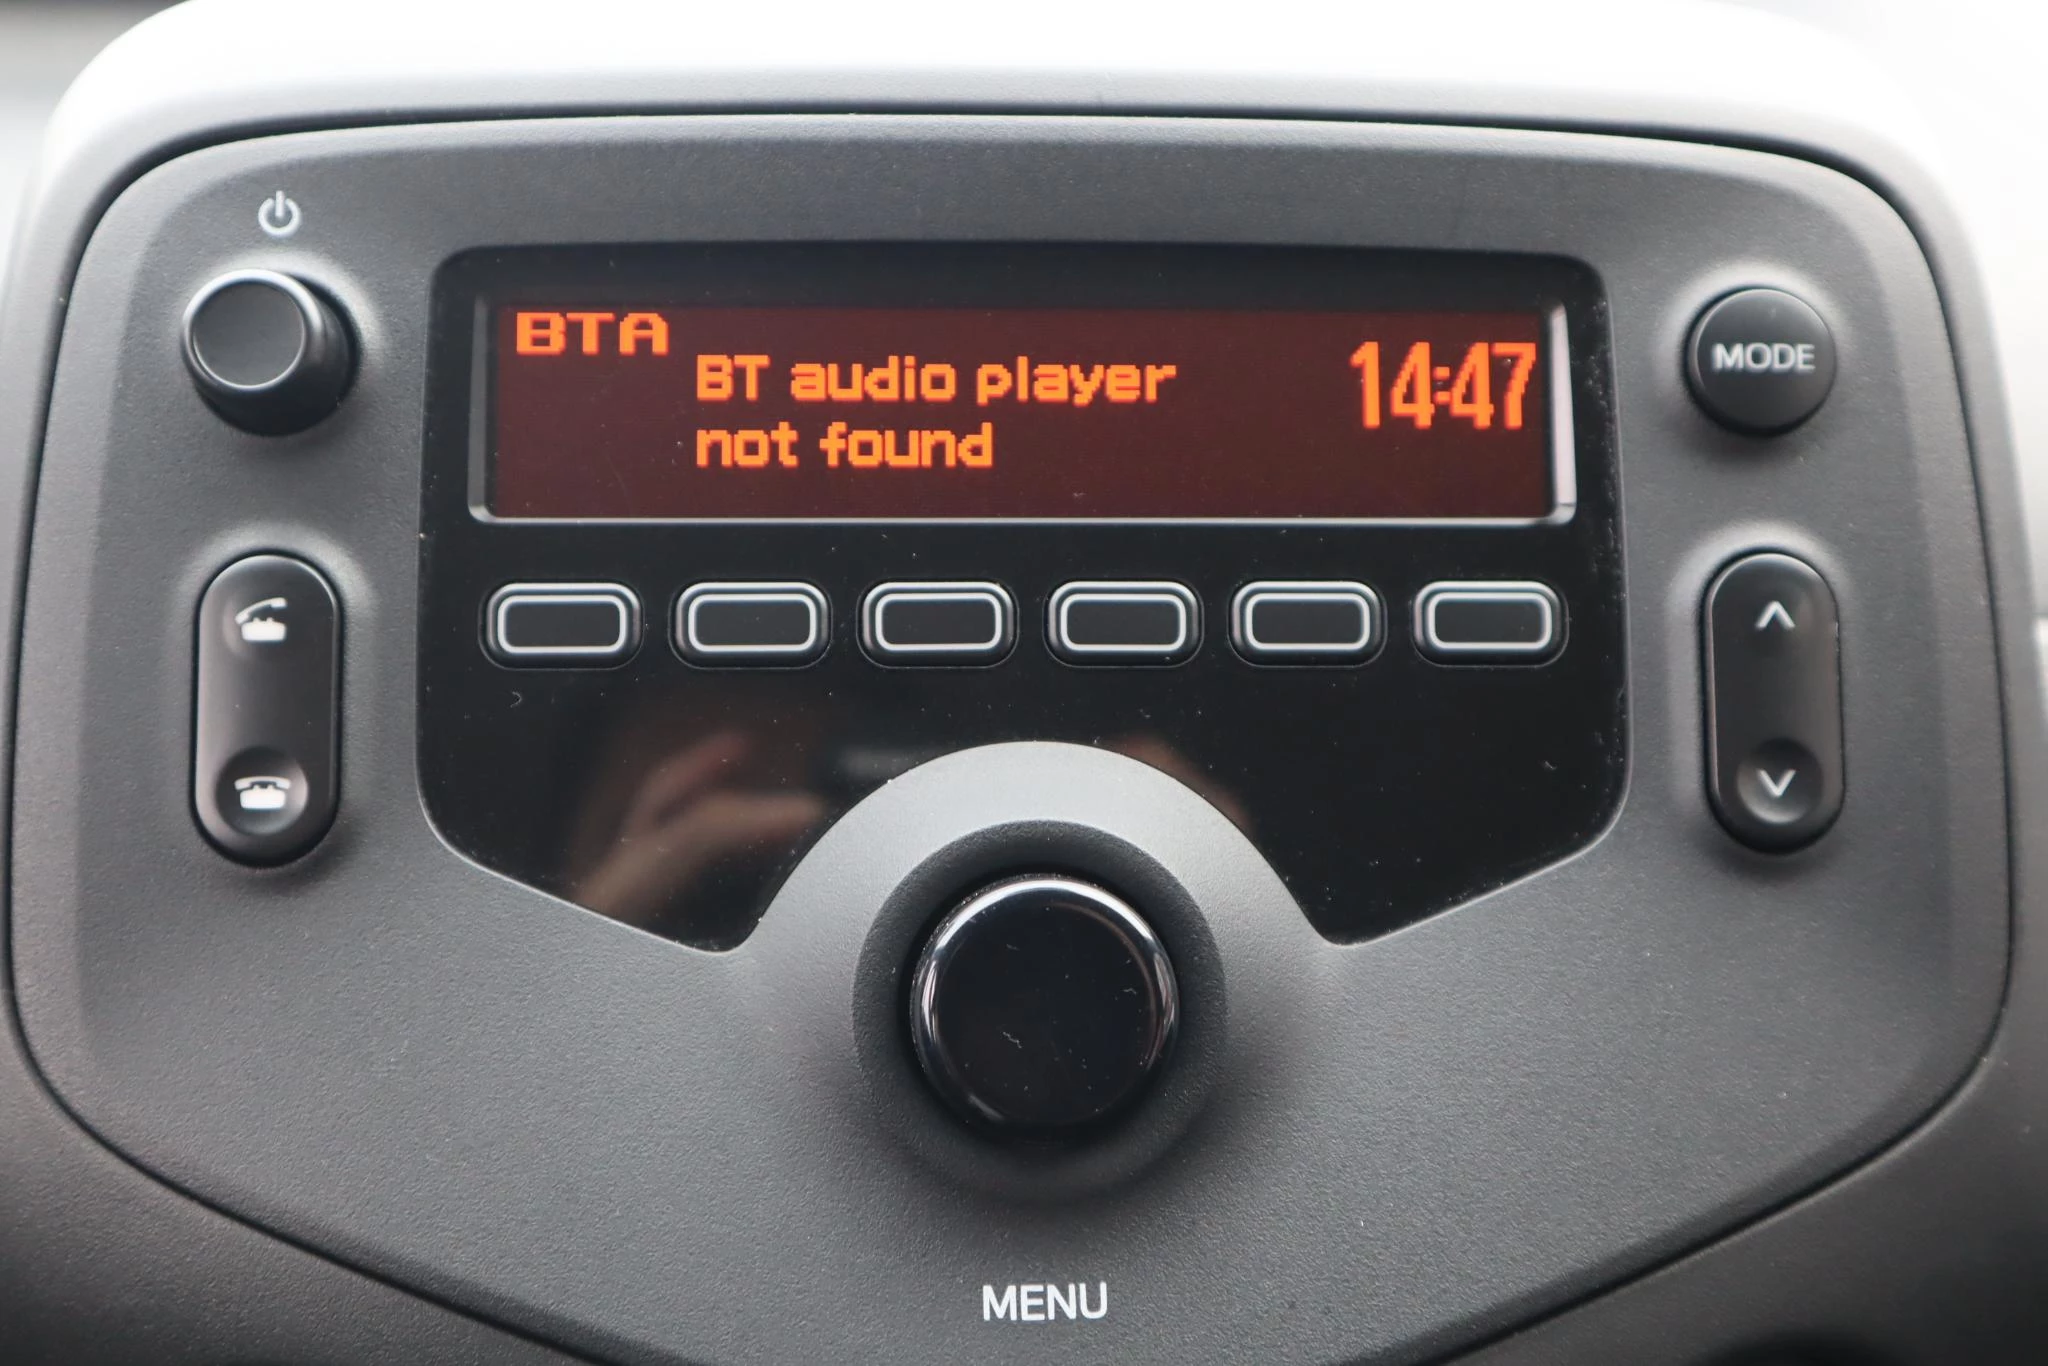 BTA
BT audio player
not found
14:47
MODE
MENU